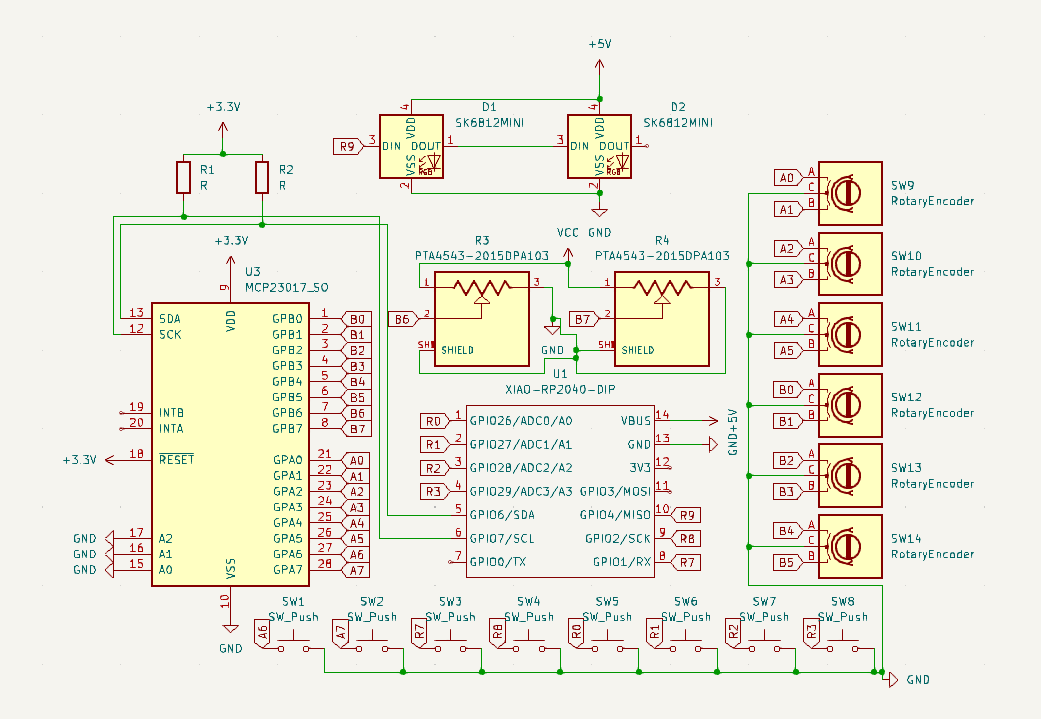 +5V
+3.3V
D1
SK6812MINI
4
VDD
R9
3
DIN
DOUT
1
VSS
RGB
2
D2
SK6812MINI
4
VDD
3
DIN
DOUT
1
VSS
RGB
2
R1
R
R2
R
+3.3V
9
U3
MCP23017_SO
VDD
13
SDA
12
SCK
19
INTB
20
INTA
+3.3V
18
RESET
GND
17
A2
GND
16
A1
GND
15
A0
VSS
10
GND
GPB0
1
B0
GPB1
2
B1
GPB2
3
B2
GPB3
4
B3
GPB4
5
B4
GPB5
6
B5
GPB6
7
B6
GPB7
8
B7
GPA0
21
A0
GPA1
22
A1
GPA2
23
A2
GPA3
24
A3
GPA4
25
A4
GPA5
26
A5
GPA6
27
A6
GPA7
28
A7
VCC
GND
R3
PTA4543-2015DPA103
1
3
B6
2
SHI
SHIELD
GND
R4
PTA4543-2015DPA103
1
3
B7
2
SHI
SHIELD
U1
XIAO-RP2040-DIP
R0
1
GPIO26/ADC0/A0
R1
2
GPIO27/ADC1/A1
R2
3
GPIO28/ADC2/A2
R3
4
GPIO29/ADC3/A3
5
GPIO6/SDA
6
GPIO7/SCL
7
GPIO0/TX
VBUS
14
+5V
GND
13
GND
3V3
12
GPIO3/MOSI
11
GPIO4/MISO
10
R9
GPIO2/SCK
9
R8
GPIO1/RX
8
R7
A0
A
C
A1
B
SW9
RotaryEncoder
A2
A
C
A3
B
SW10
RotaryEncoder
A4
A
C
A5
B
SW11
RotaryEncoder
B0
A
C
B1
B
SW12
RotaryEncoder
B2
A
C
B3
B
SW13
RotaryEncoder
B4
A
C
B5
B
SW14
RotaryEncoder
SW1
SW_Push
A6
SW2
SW_Push
A7
SW3
SW_Push
R7
SW4
SW_Push
R8
SW5
SW_Push
R0
SW6
SW_Push
R1
SW7
SW_Push
R2
SW8
SW_Push
R3
GND